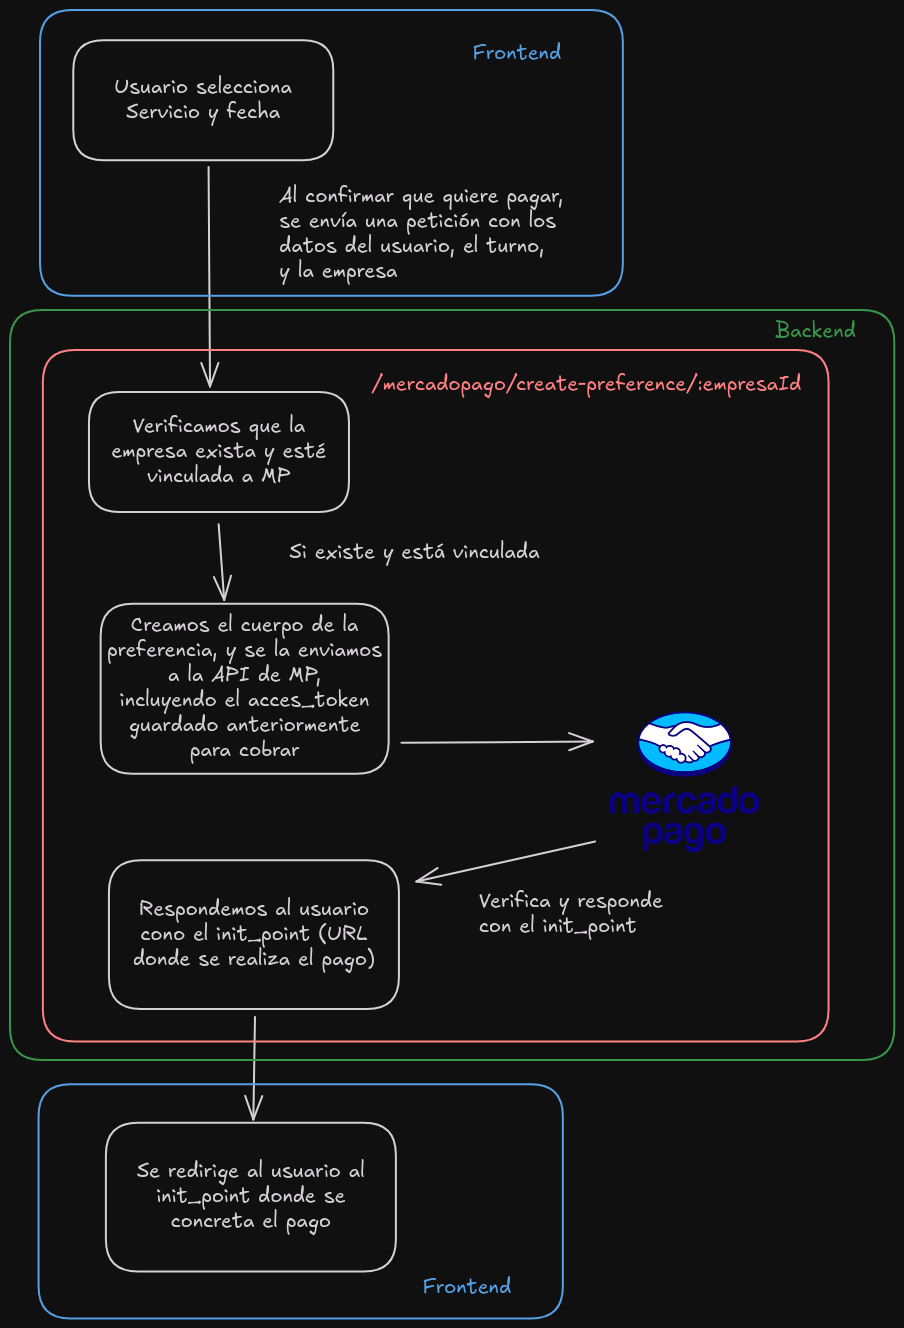 Frontend
Usuario selecciona
Servicio y fecha
Al confirmar que quiere pagar,
se envía una petición con los
datos del usuario, el turno,
y la empresa
Backend
/mercadopago/create-preference/:empresaId
Verificamos que la
empresa exista y esté
vinculada a MP
Si existe y está vinculada
Creamos el cuerpo de la
preferencia, y se la enviamos
a la API de MP,
incluyendo el acces_token
guardado anteriormente
para cobrar
mercado
pago
Verifica y responde
con el init_point
Respondemos al usuario
cono el init_point (URL
donde se realiza el pago)
Se redirige al usuario al
init_point donde se
concreta el pago
Frontend